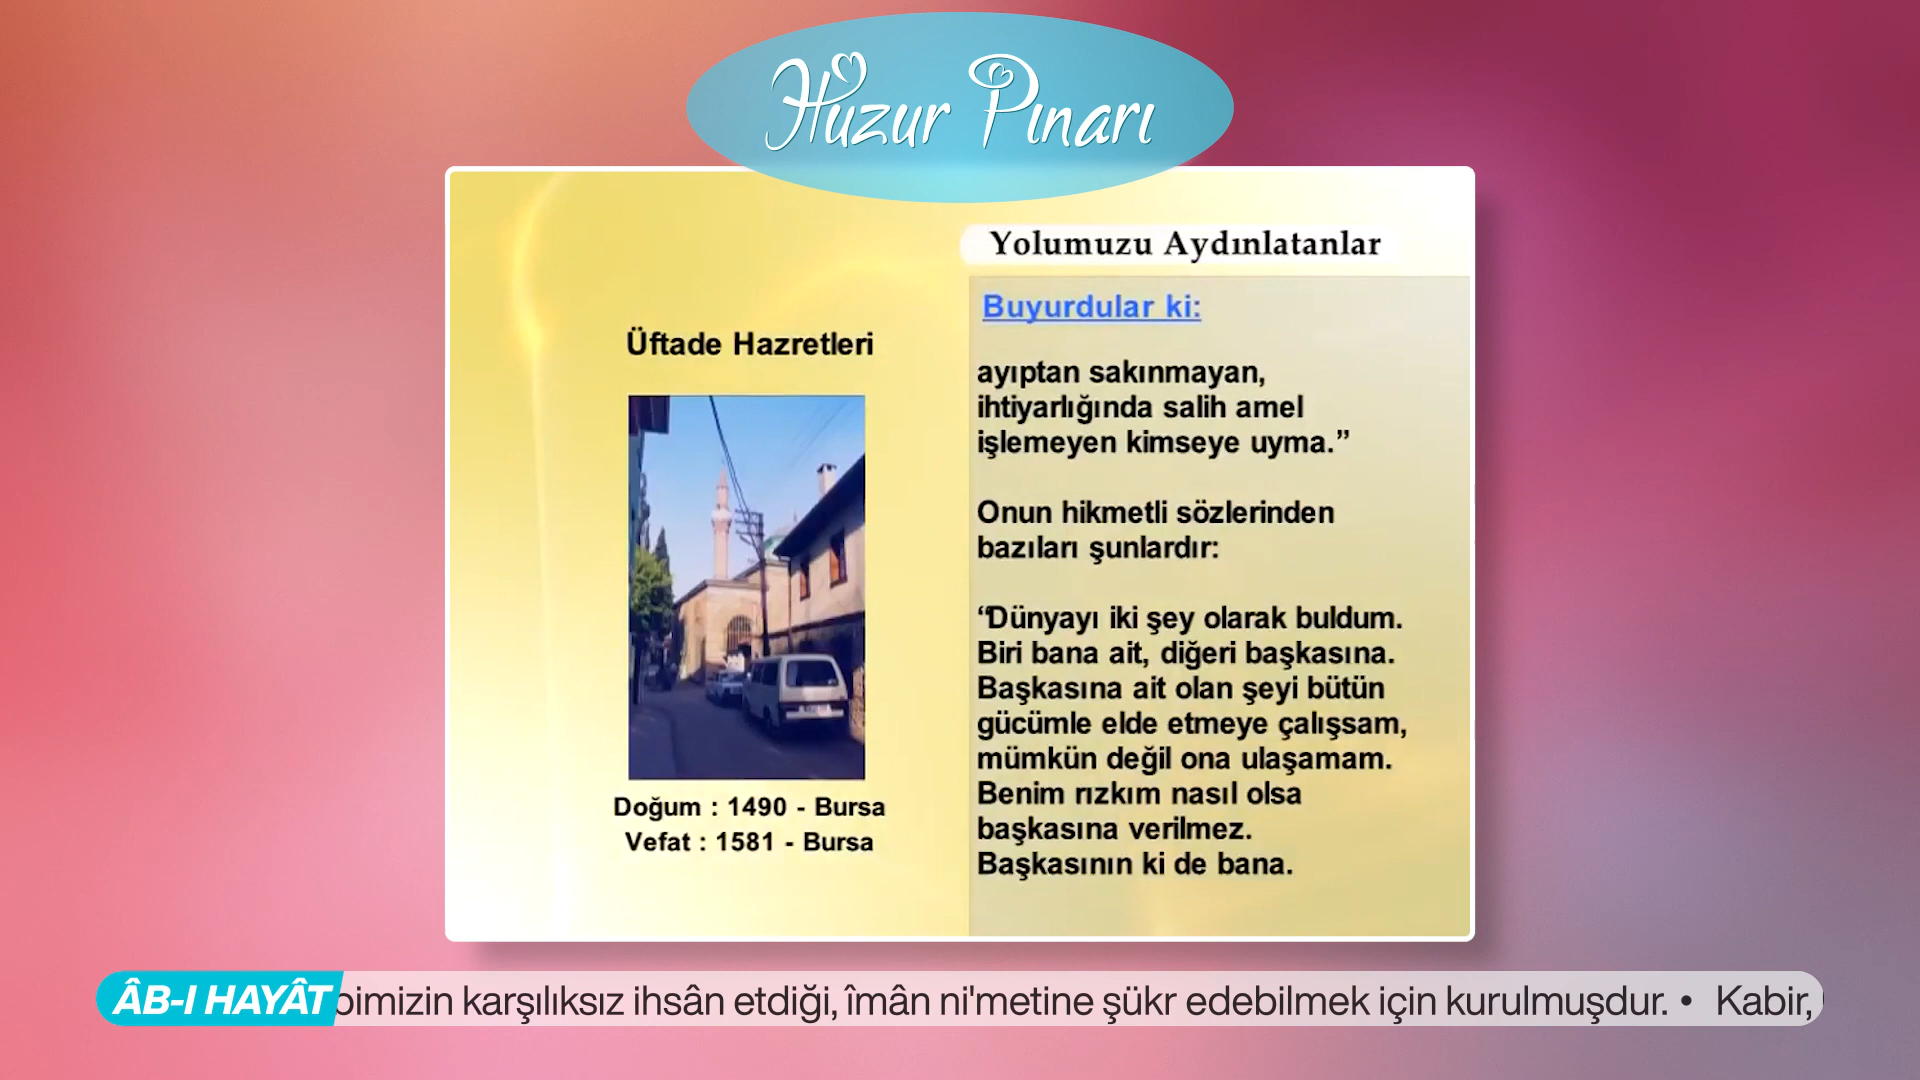 Huzur Pınarı
Yolumuzu Aydınlatanlar
Üftade Hazretleri
Doğum : 1490 - Bursa
Vefat : 1581 - Bursa
Buyurdular ki:
ayıptan sakınmayan,
ihtiyarlığında salih amel
işlemeyen kimseye uyma.”
Onun hikmetli sözlerinden
bazıları şunlardır:
“Dünyayı iki şey olarak buldum.
Biri bana ait, diğeri başkasına.
Başkasına ait olan şeyi bütün
gücümle elde etmeye çalışsam,
mümkün değil ona ulaşamam.
Benim rızkım nasıl olsa
başkasına verilmez.
Başkasının ki de bana.
ÂB-I HAYÂT
bimizin karşılıksız ihsân etdiği, îmân ni'metine şükr edebilmek için kurulmuşdur. • Kabir,